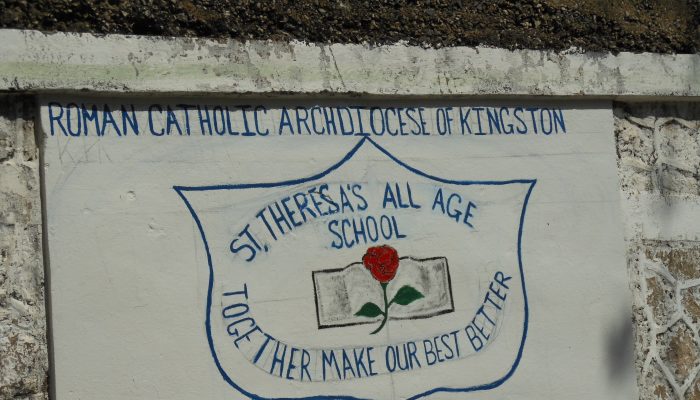 ROMAN CATHOLIC ARCHDIOCESE OF KINGSTON
ST. THERESA'S ALL AGE
SCHOOL
TOGETHER MAKE OUR BEST BETTER